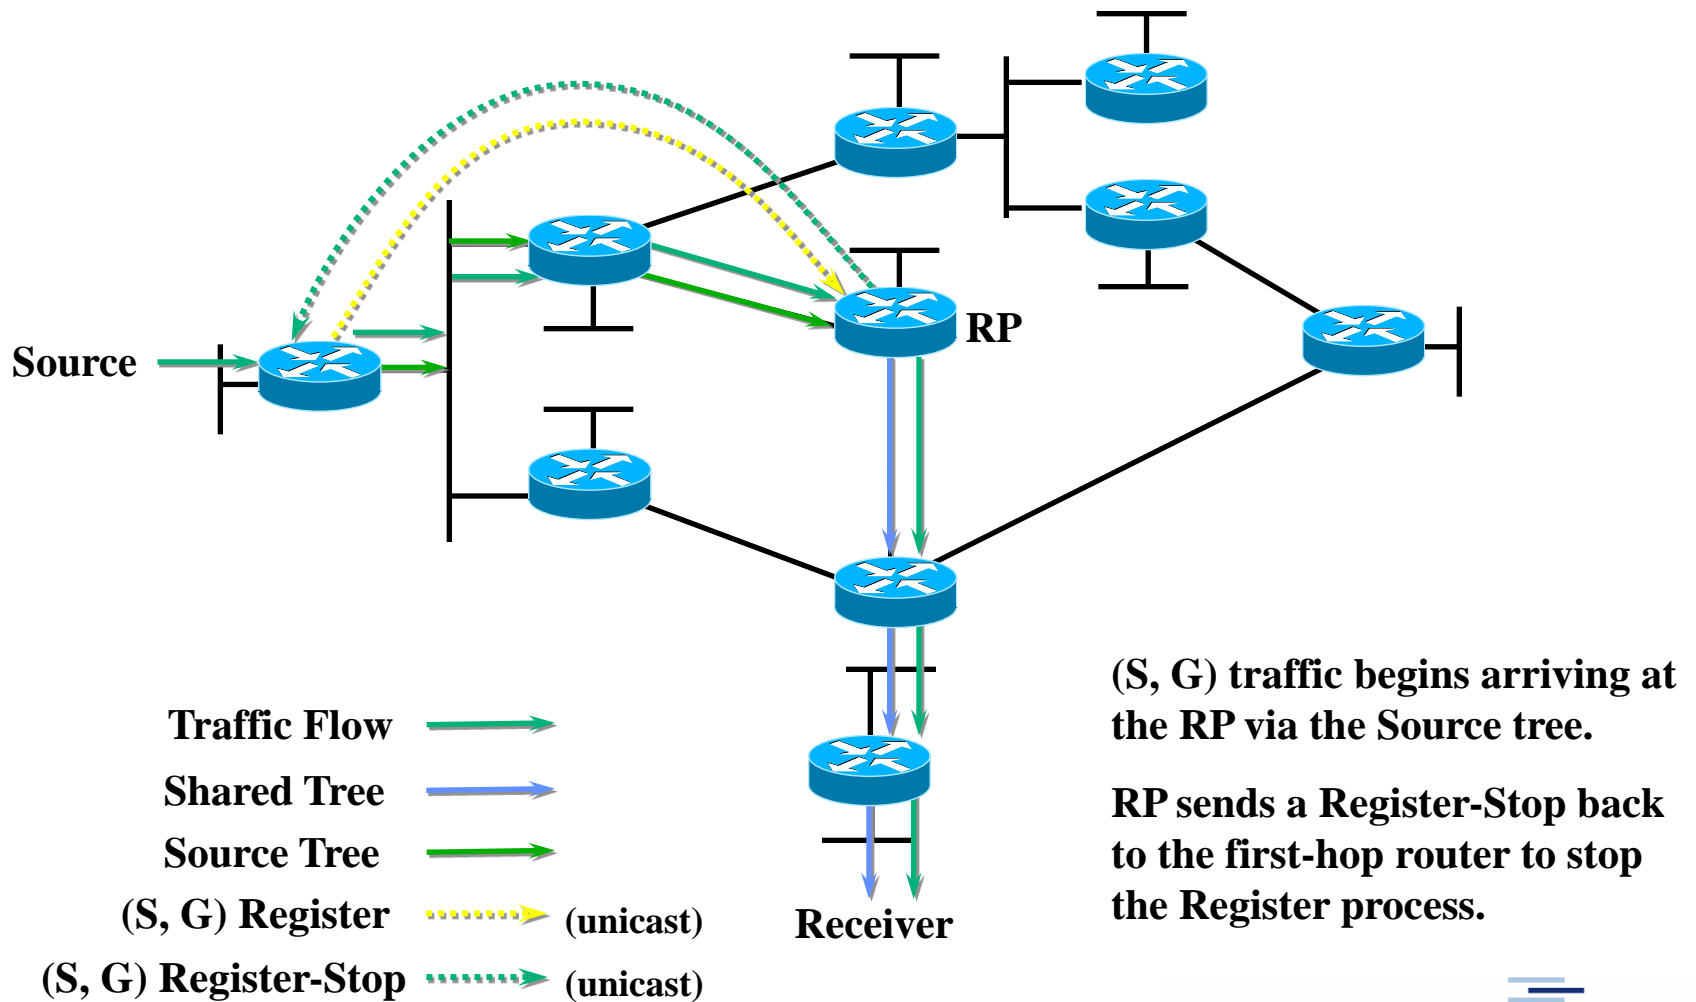 RP
Source
Traffic Flow
Shared Tree
Source Tree
(S, G) Register
(unicast)
(S, G) Register-Stop
(unicast)
Receiver
(S, G) traffic begins arriving at
the RP via the Source tree.
RP sends a Register-Stop back
to the first-hop router to stop
the Register process.